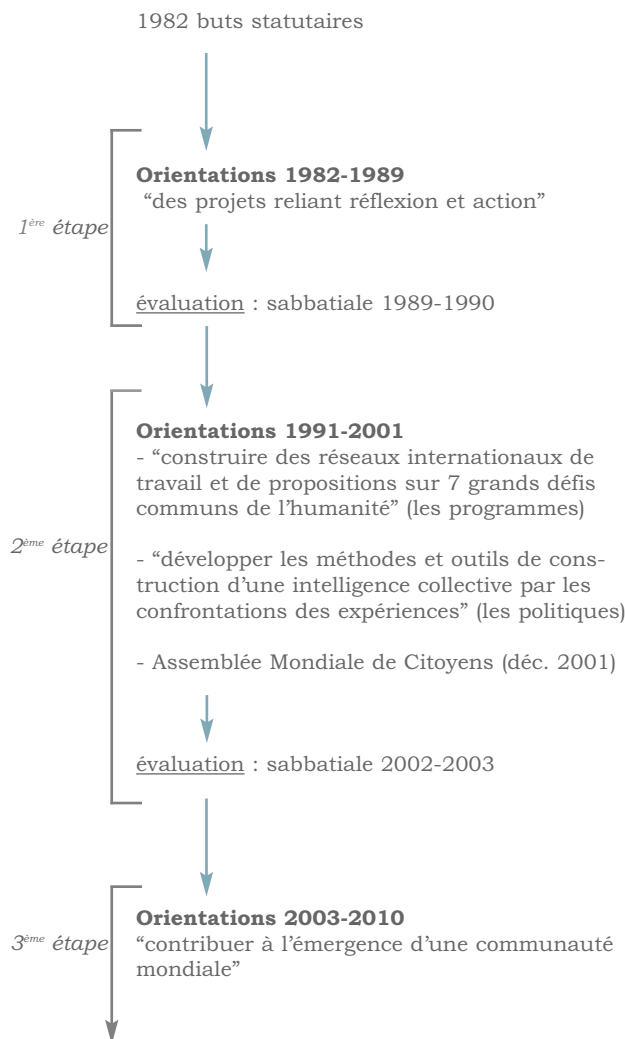 1982 buts statutaires
Orientations 1982-1989
“des projets reliant réflexion et action”
1ère étape
évaluation : sabbatiale 1989-1990
Orientations 1991-2001
- “construire des réseaux internationaux de
travail et de propositions sur 7 grands défis
communs de l’humanité” (les programmes)
2ème étape
- “développer les méthodes et outils de cons-
truction d’une intelligence collective par les
confrontations des expériences” (les politiques)
- Assemblée Mondiale de Citoyens (déc. 2001)
évaluation : sabbatiale 2002-2003
Orientations 2003-2010
3ème étape
“contribuer à l’émergence d’une communauté
mondiale”